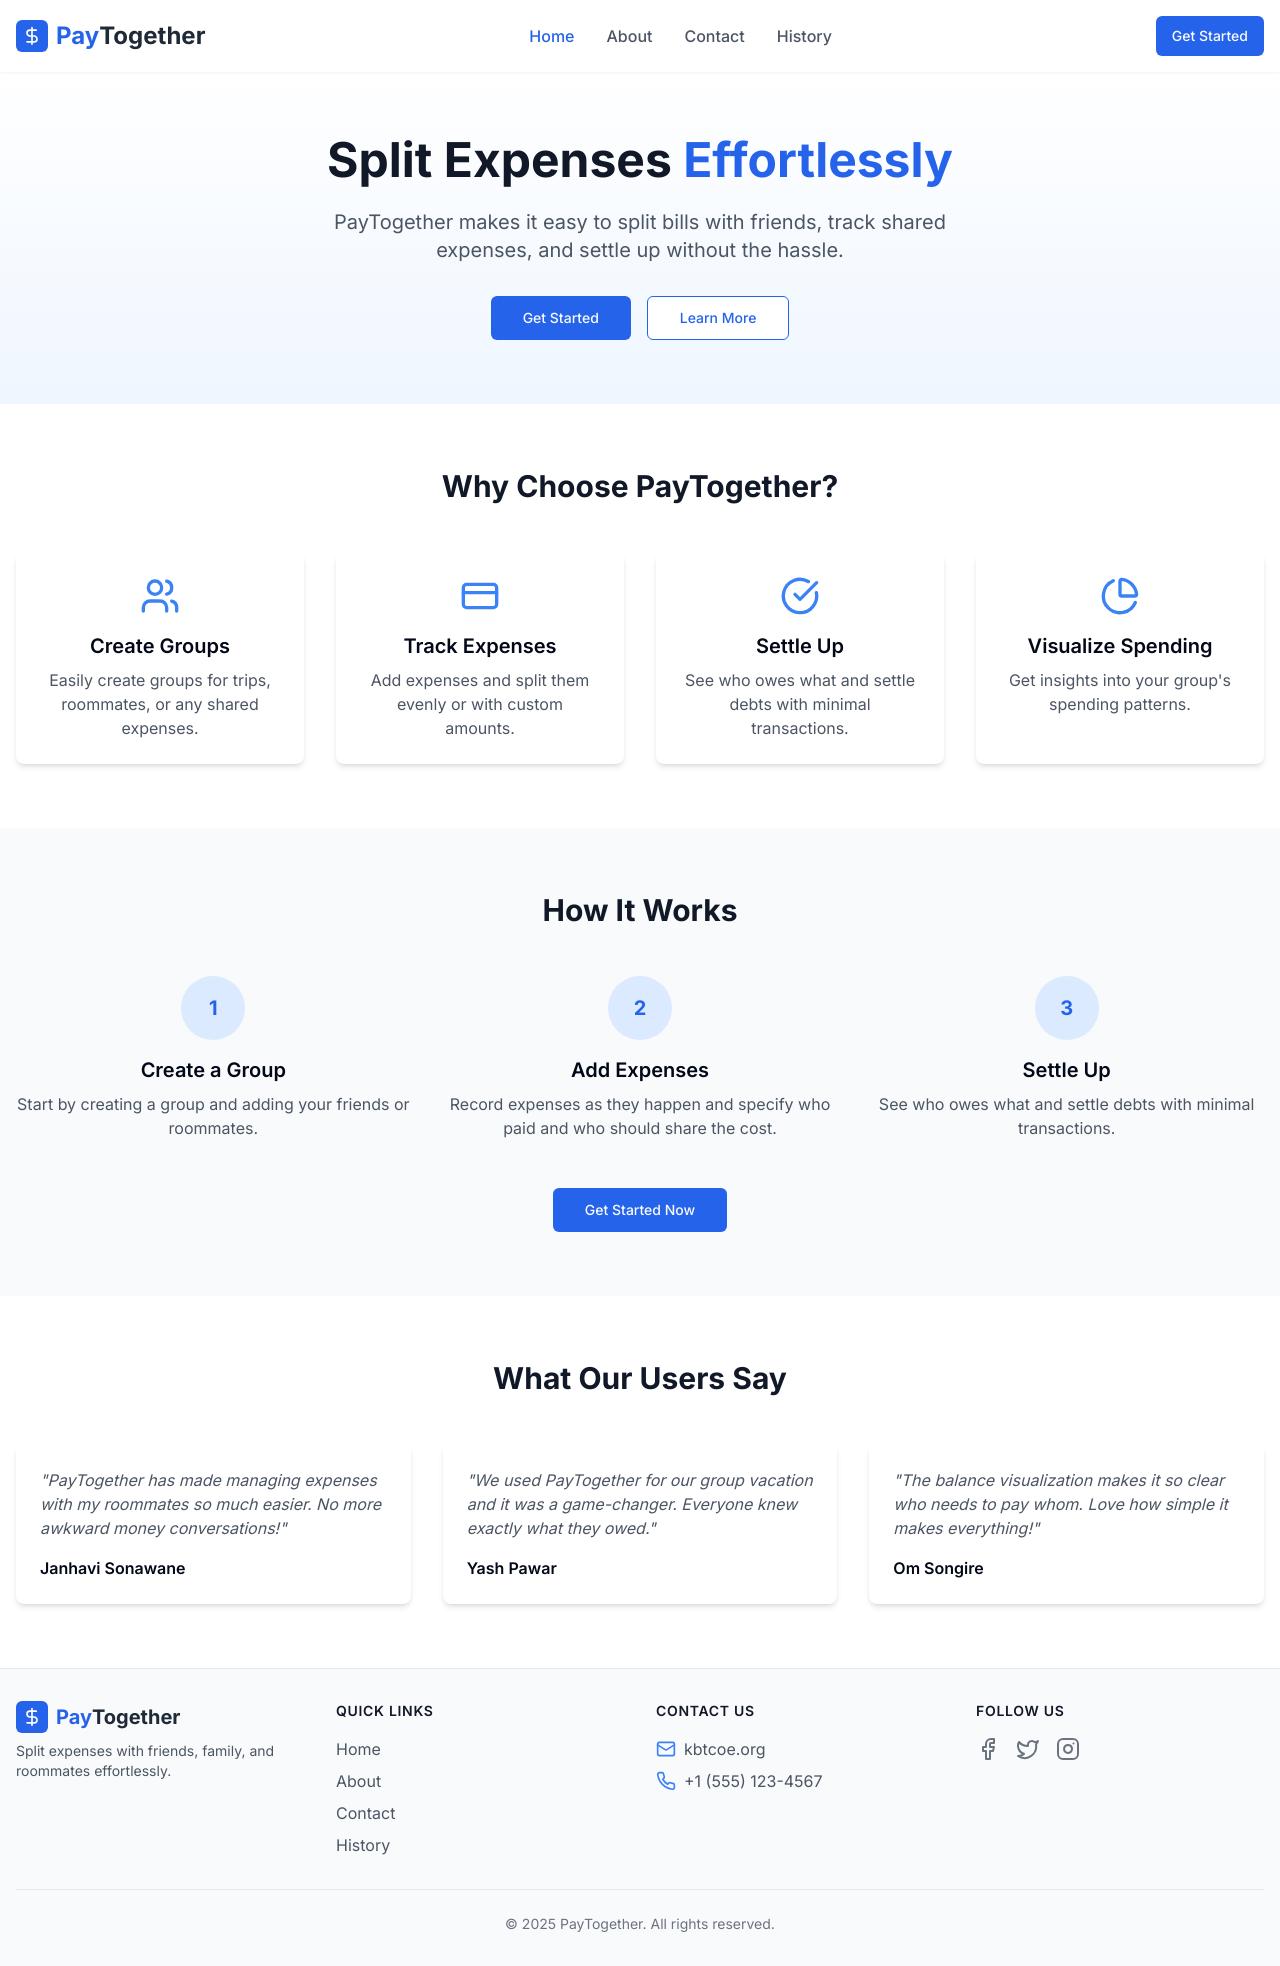 PayTogether
Home
About
Contact
History
Get Started
Split Expenses Effortlessly
PayTogether makes it easy to split bills with friends, track shared
expenses, and settle up without the hassle.
Get Started
Learn More
Why Choose PayTogether?
Create Groups
Easily create groups for trips,
roommates, or any shared
expenses.
Track Expenses
Add expenses and split them
evenly or with custom
amounts.
Settle Up
See who owes what and settle
debts with minimal
transactions.
Visualize Spending
Get insights into your group's
spending patterns.
How It Works
1
Create a Group
Start by creating a group and adding your friends or
roommates.
2
Add Expenses
Record expenses as they happen and specify who
paid and who should share the cost.
3
Settle Up
See who owes what and settle debts with minimal
transactions.
Get Started Now
What Our Users Say
"PayTogether has made managing expenses
with my roommates so much easier. No more
awkward money conversations!"
Janhavi Sonawane
"We used PayTogether for our group vacation
and it was a game-changer. Everyone knew
exactly what they owed."
Yash Pawar
"The balance visualization makes it so clear
who needs to pay whom. Love how simple it
makes everything!"
Om Songire
PayTogether
Split expenses with friends, family, and
roommates effortlessly.
QUICK LINKS
Home
About
Contact
History
CONTACT US
kbtcoe.org
+1 (555) 123-4567
FOLLOW US
© 2025 PayTogether. All rights reserved.